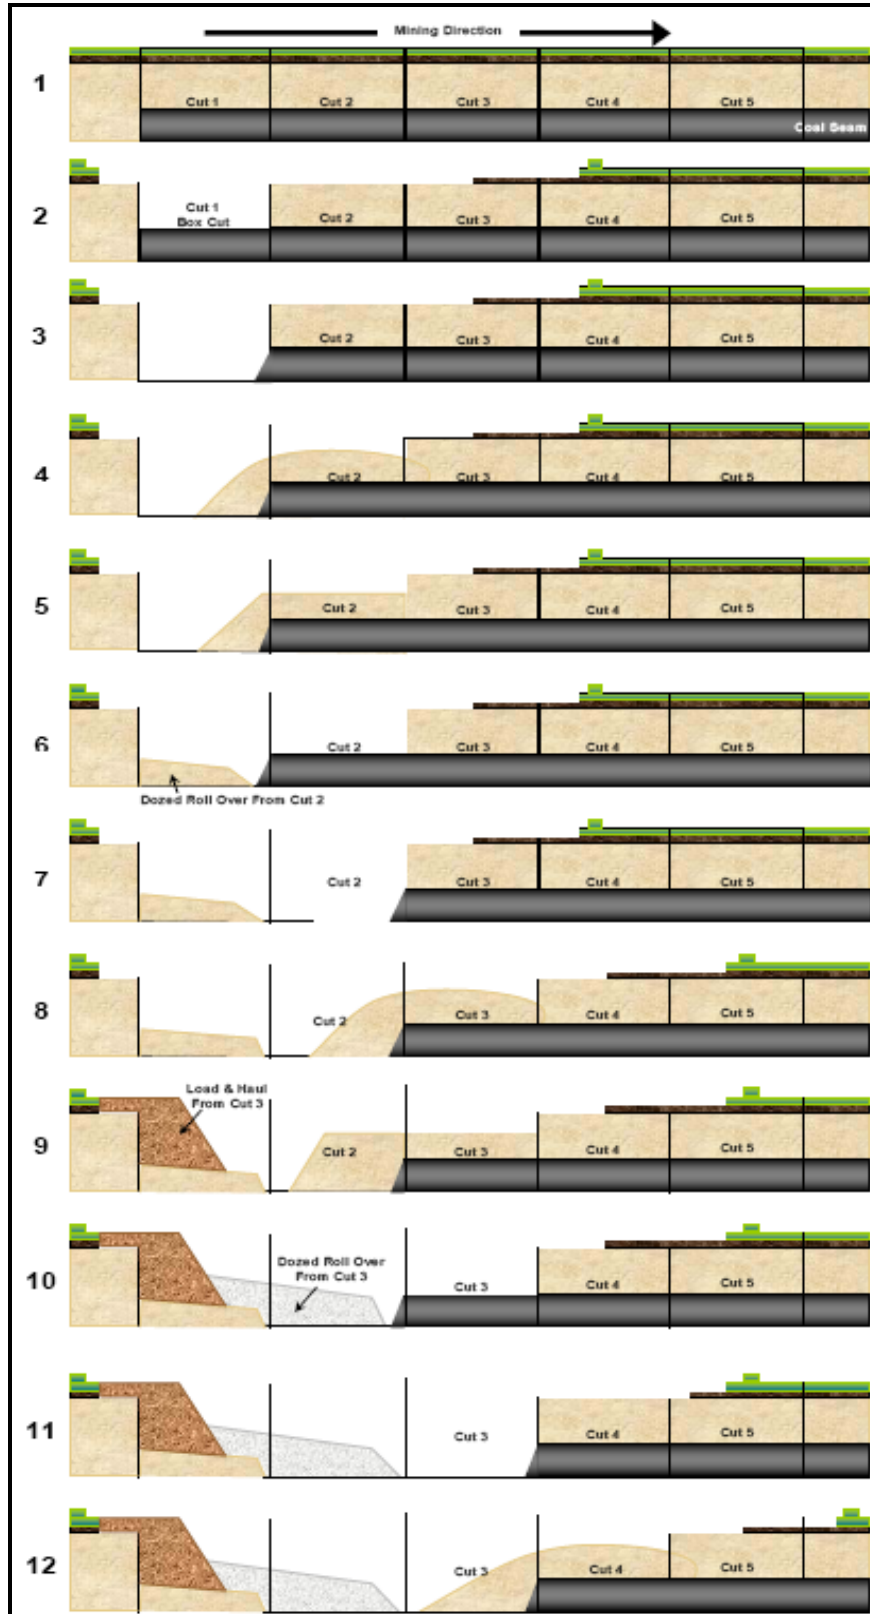 Mining Direction
1
Cut 1 Cut 2 Cut 3 Cut 4 Cut 5
Coal Seam
2
Cut 1
Box Cut
Cut 2 Cut 3 Cut 4 Cut 5
3
Cut 2 Cut 3 Cut 4 Cut 5
4
Cut 2 Cut 3 Cut 4 Cut 5
5
Cut 2 Cut 3 Cut 4 Cut 5
6
Cut 2 Cut 3 Cut 4 Cut 5
Dozed Roll Over From Cut 2
7
Cut 2 Cut 3 Cut 4 Cut 5
8
Cut 2 Cut 3 Cut 4 Cut 5
Load & Haul
From Cut 3
9
Cut 2 Cut 3 Cut 4 Cut 5
Dozed Roll Over
From Cut 3
10
Cut 3 Cut 4 Cut 5
11
Cut 3 Cut 4 Cut 5
12
Cut 3 Cut 4 Cut 5